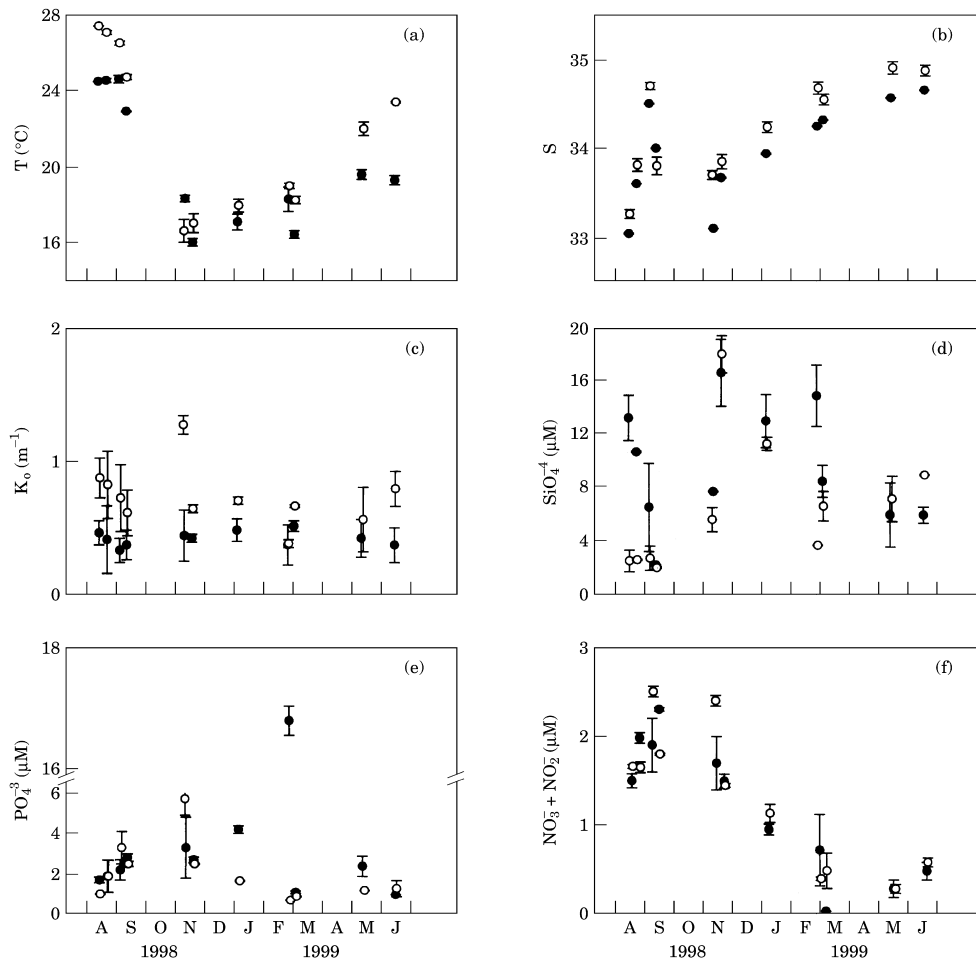 28
24
20
16
T (°C)
(a)
35
34
33
S
(b)
2
1
0
K₀ (m⁻¹)
(c)
20
16
12
8
4
0
SiO₄⁻⁴ (μM)
(d)
18
16
6
4
2
0
PO₄⁻³ (μM)
(e)
A S O N D J F M A M J
1998 1999
3
2
1
0
NO₃⁻ + NO₂⁻ (μM)
(f)
A S O N D J F M A M J
1998 1999